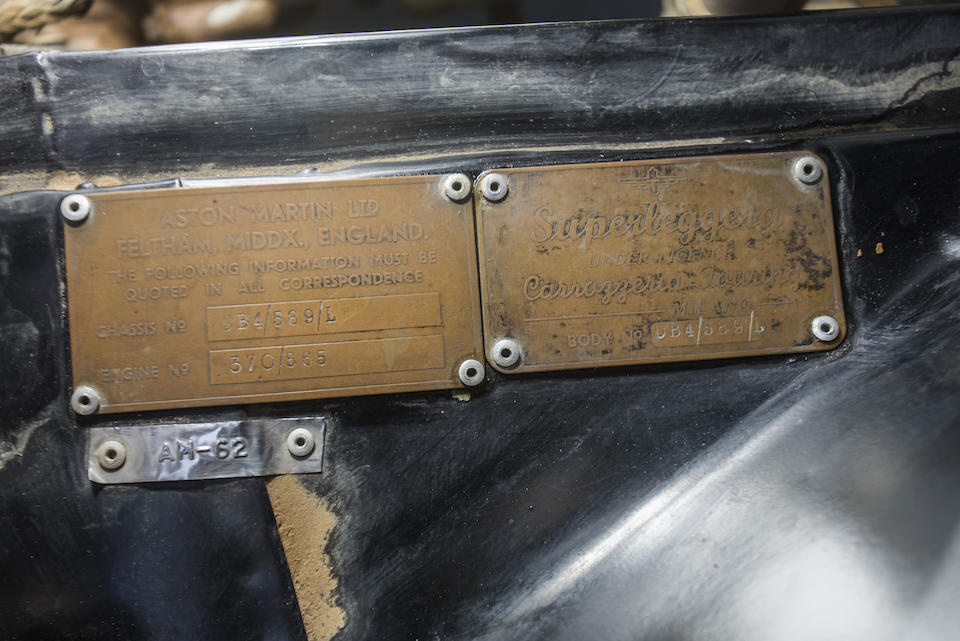 ASTON MARTIN LTD
FELTHAM, MIDDX., ENGLAND.
THE FOLLOWING INFORMATION MUST BE
QUOTED IN ALL CORRESPONDENCE
CHASSIS Nº DB4/589/L
ENGINE Nº 370/565
AM-62
Superleggera
UNDER LICENCE
Carrozzeria Touring
MILANO
BODY Nº DB4/589/L